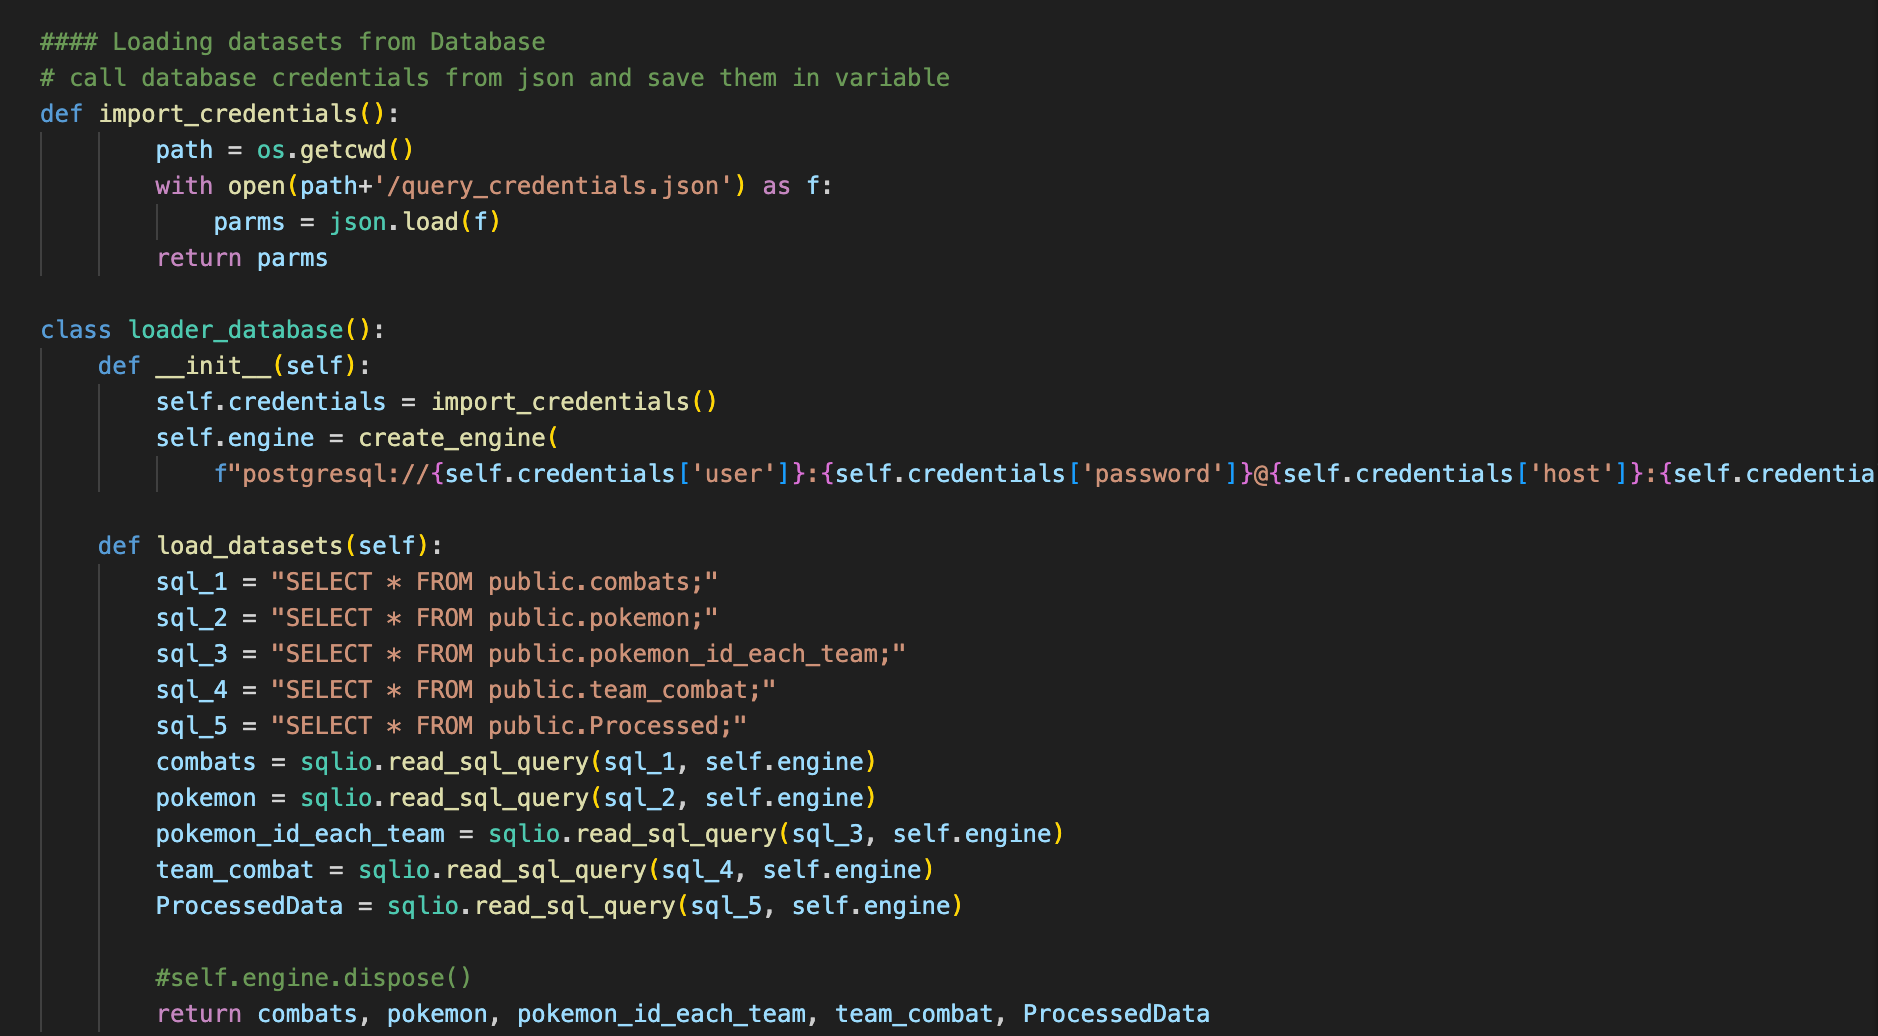 #### Loading datasets from Database
# call database credentials from json and save them in variable
def import_credentials():
        path = os.getcwd()
        with open(path+'/query_credentials.json') as f:
            parms = json.load(f)
        return parms

class loader_database():
    def __init__(self):
        self.credentials = import_credentials()
        self.engine = create_engine(
            f"postgresql://{self.credentials['user']}:{self.credentials['password']}@{self.credentials['host']}:{self.credentia

    def load_datasets(self):
        sql_1 = "SELECT * FROM public.combats;"
        sql_2 = "SELECT * FROM public.pokemon;"
        sql_3 = "SELECT * FROM public.pokemon_id_each_team;"
        sql_4 = "SELECT * FROM public.team_combat;"
        sql_5 = "SELECT * FROM public.Processed;"
        combats = sqlio.read_sql_query(sql_1, self.engine)
        pokemon = sqlio.read_sql_query(sql_2, self.engine)
        pokemon_id_each_team = sqlio.read_sql_query(sql_3, self.engine)
        team_combat = sqlio.read_sql_query(sql_4, self.engine)
        ProcessedData = sqlio.read_sql_query(sql_5, self.engine)

        #self.engine.dispose()
        return combats, pokemon, pokemon_id_each_team, team_combat, ProcessedData